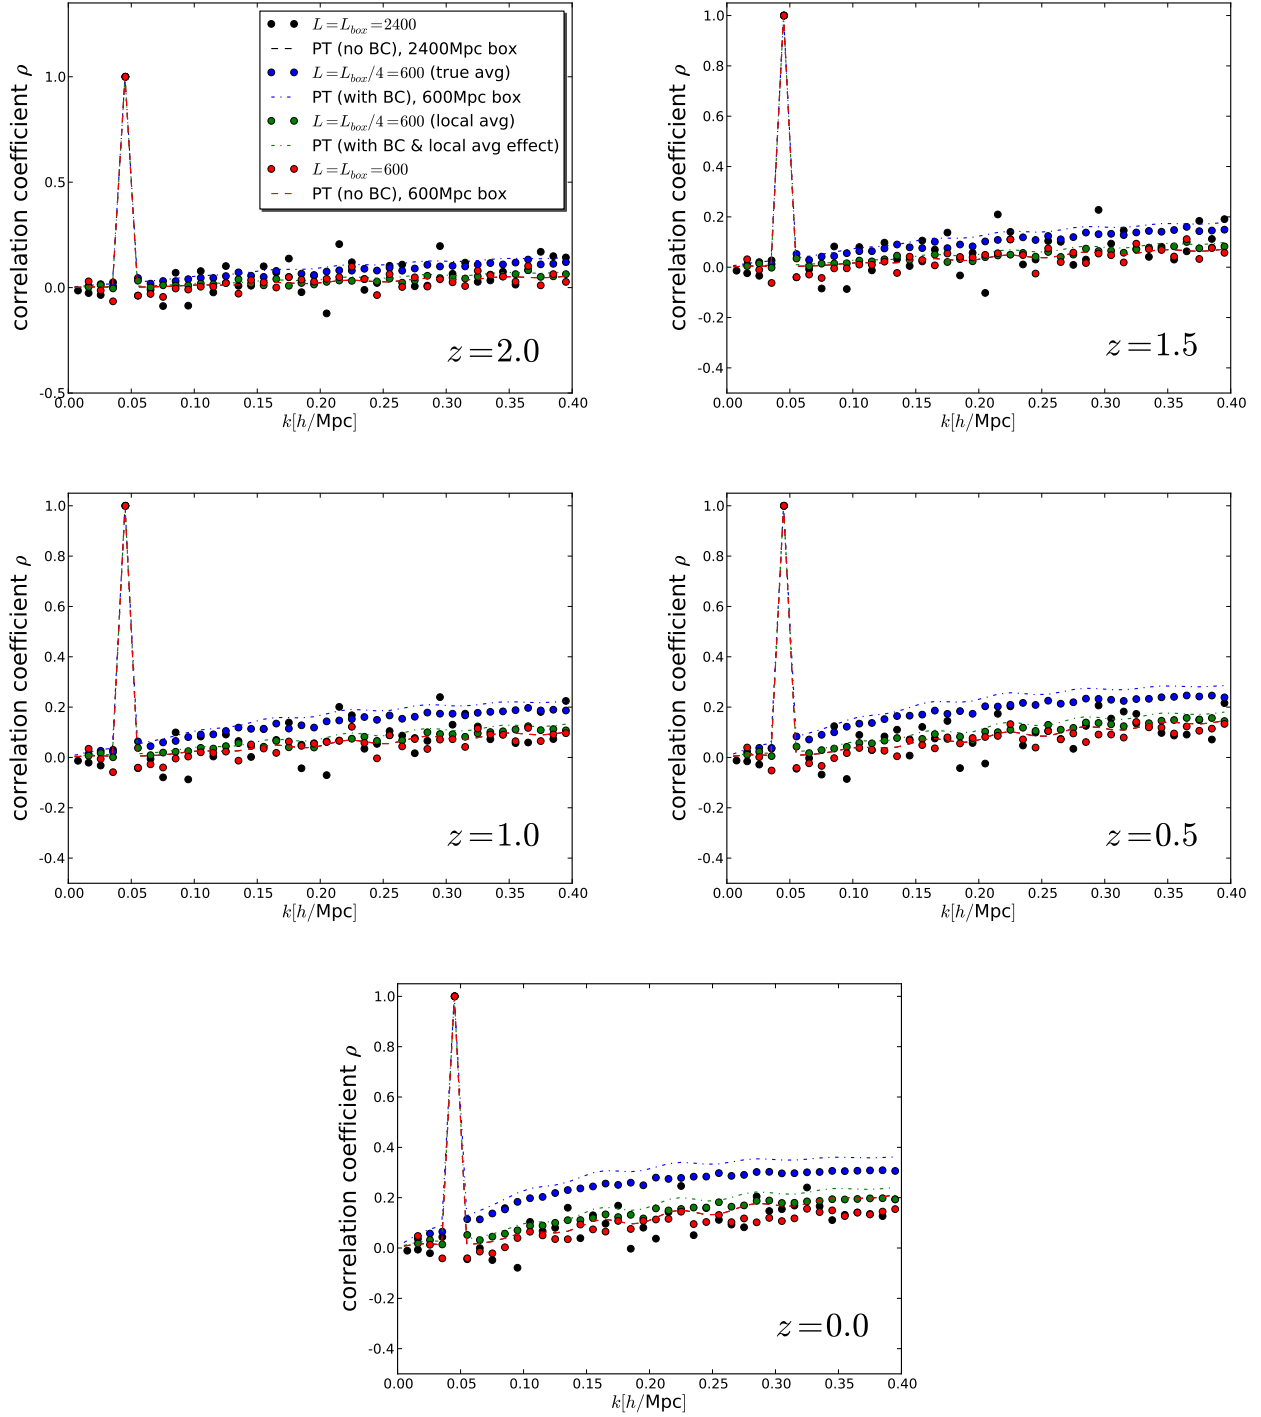 correlation coefficient ρ
1.0
0.5
0.0
-0.5
L=L_box=2400
PT (no BC), 2400Mpc box
L=L_box/4=600 (true avg)
PT (with BC), 600Mpc box
L=L_box/4=600 (local avg)
PT (with BC & local avg effect)
L=L_box=600
PT (no BC), 600Mpc box
z=2.0
0.00 0.05 0.10 0.15 0.20 0.25 0.30 0.35 0.40
k[h/Mpc]
correlation coefficient ρ
1.0
0.8
0.6
0.4
0.2
0.0
-0.2
-0.4
z=1.5
0.00 0.05 0.10 0.15 0.20 0.25 0.30 0.35 0.40
k[h/Mpc]
correlation coefficient ρ
1.0
0.8
0.6
0.4
0.2
0.0
-0.2
-0.4
z=1.0
0.00 0.05 0.10 0.15 0.20 0.25 0.30 0.35 0.40
k[h/Mpc]
correlation coefficient ρ
1.0
0.8
0.6
0.4
0.2
0.0
-0.2
-0.4
z=0.5
0.00 0.05 0.10 0.15 0.20 0.25 0.30 0.35 0.40
k[h/Mpc]
correlation coefficient ρ
1.0
0.8
0.6
0.4
0.2
0.0
-0.2
-0.4
z=0.0
0.00 0.05 0.10 0.15 0.20 0.25 0.30 0.35 0.40
k[h/Mpc]